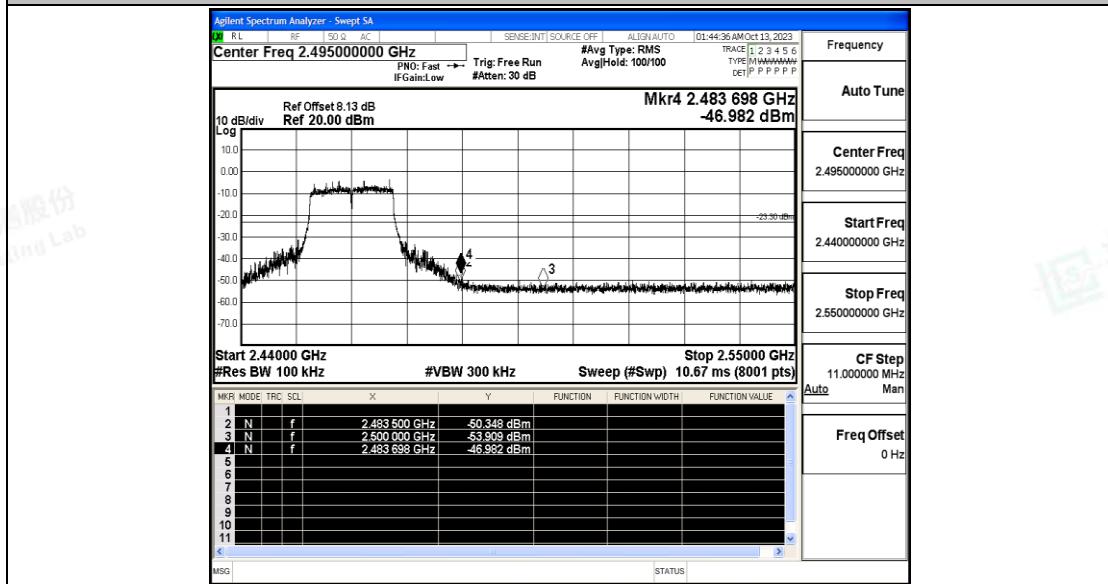 Agilent Spectrum Analyzer - Swept SA
RL RF 50 Ω AC SENSE:INT SOURCE OFF ALIGN AUTO 01:44:36 AM Oct 13, 2023
Center Freq 2.495000000 GHz
PNO: Fast
IFGain:Low
Trig: Free Run
#Atten: 30 dB
#Avg Type: RMS
Avg|Hold: 100/100
TRACE 1 2 3 4 5 6
TYPE M WWWWW
DET P P P P P P
Mkr4 2.483 698 GHz
-46.982 dBm
Ref Offset 8.13 dB
10 dB/div Ref 20.00 dBm
Log
10.0
0.00
-10.0
-20.0
-23.30 dBm
-30.0
-40.0
-50.0
-60.0
-70.0
4
2
3
Start 2.44000 GHz Stop 2.55000 GHz
#Res BW 100 kHz #VBW 300 kHz Sweep (#Swp) 10.67 ms (8001 pts)
MKR MODE TRC SCL X Y FUNCTION FUNCTION WIDTH FUNCTION VALUE
1
2 N f 2.483 500 GHz -50.348 dBm
3 N f 2.500 000 GHz -53.909 dBm
4 N f 2.483 698 GHz -46.982 dBm
5
6
7
8
9
10
11
MSG STATUS
Frequency
Auto Tune
Center Freq
2.495000000 GHz
Start Freq
2.440000000 GHz
Stop Freq
2.550000000 GHz
CF Step
11.000000 MHz
Auto Man
Freq Offset
0 Hz
股份
Lab